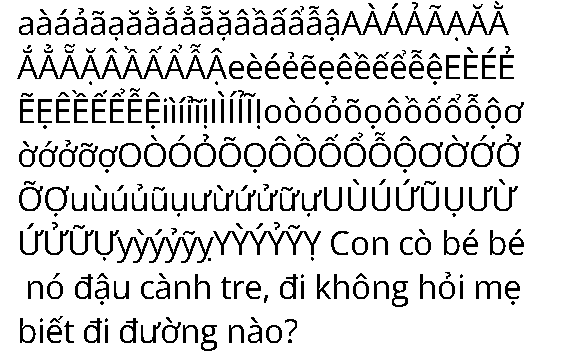 aàáảãạăằắẳẵặâầấẩẫậAÀÁẢÃẠĂẰ
ẮẲẴẶÂẦẤẨẪẬeèéẻẽẹêềếểễệEÈÉẺ
ẼẸÊỀẾỂỄỆiìíỉĩịIÌÍỈĨỊoòóỏõọôồốổỗộơ
ờớởỡợOÒÓỎÕỌÔỒỐỔỖỘƠỜỚỞ
ỠỢuùúủũụưừứửữựUÙÚỨŨỤƯỪ
ỨỬỮỰyỳýỷỹỵYỲÝỶỸỴ Con cò bé bé
nó đậu cành tre, đi không hỏi mẹ
biết đi đường nào?